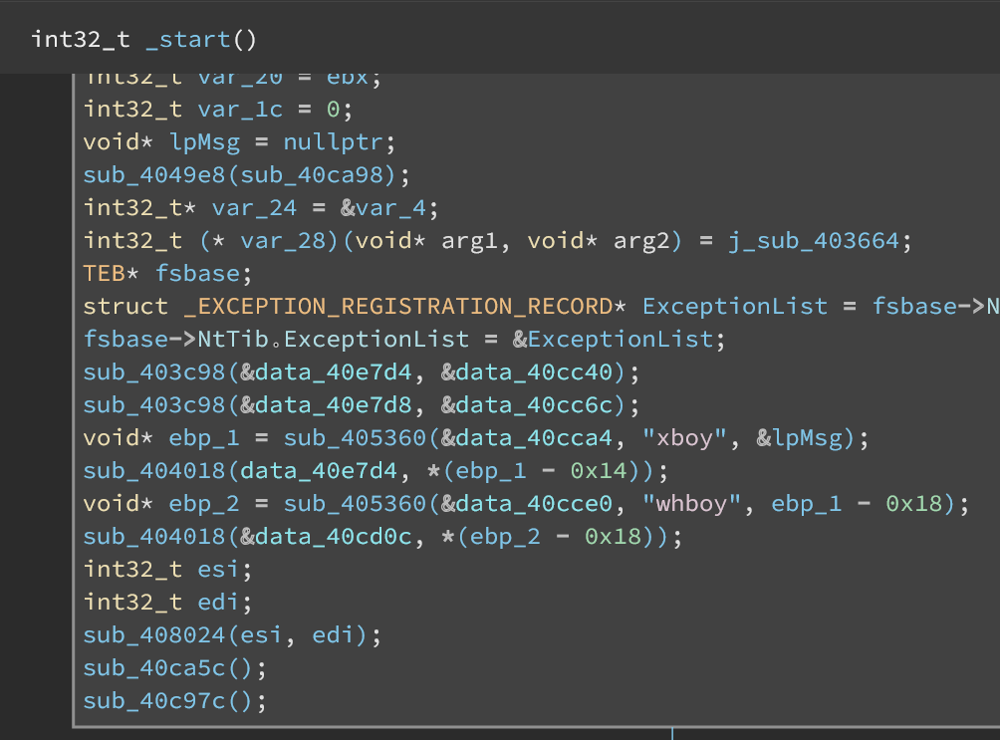 int32_t _start()
int32_t var_20 = ebx;
int32_t var_1c = 0;
void* lpMsg = nullptr;
sub_4049e8(sub_40ca98);
int32_t* var_24 = &var_4;
int32_t (* var_28)(void* arg1, void* arg2) = j_sub_403664;
TEB* fsbase;
struct _EXCEPTION_REGISTRATION_RECORD* ExceptionList = fsbase->N
fsbase->NtTib.ExceptionList = &ExceptionList;
sub_403c98(&data_40e7d4, &data_40cc40);
sub_403c98(&data_40e7d8, &data_40cc6c);
void* ebp_1 = sub_405360(&data_40cca4, "xboy", &lpMsg);
sub_404018(data_40e7d4, *(ebp_1 - 0x14));
void* ebp_2 = sub_405360(&data_40cce0, "whboy", ebp_1 - 0x18);
sub_404018(&data_40cd0c, *(ebp_2 - 0x18));
int32_t esi;
int32_t edi;
sub_408024(esi, edi);
sub_40ca5c();
sub_40c97c();